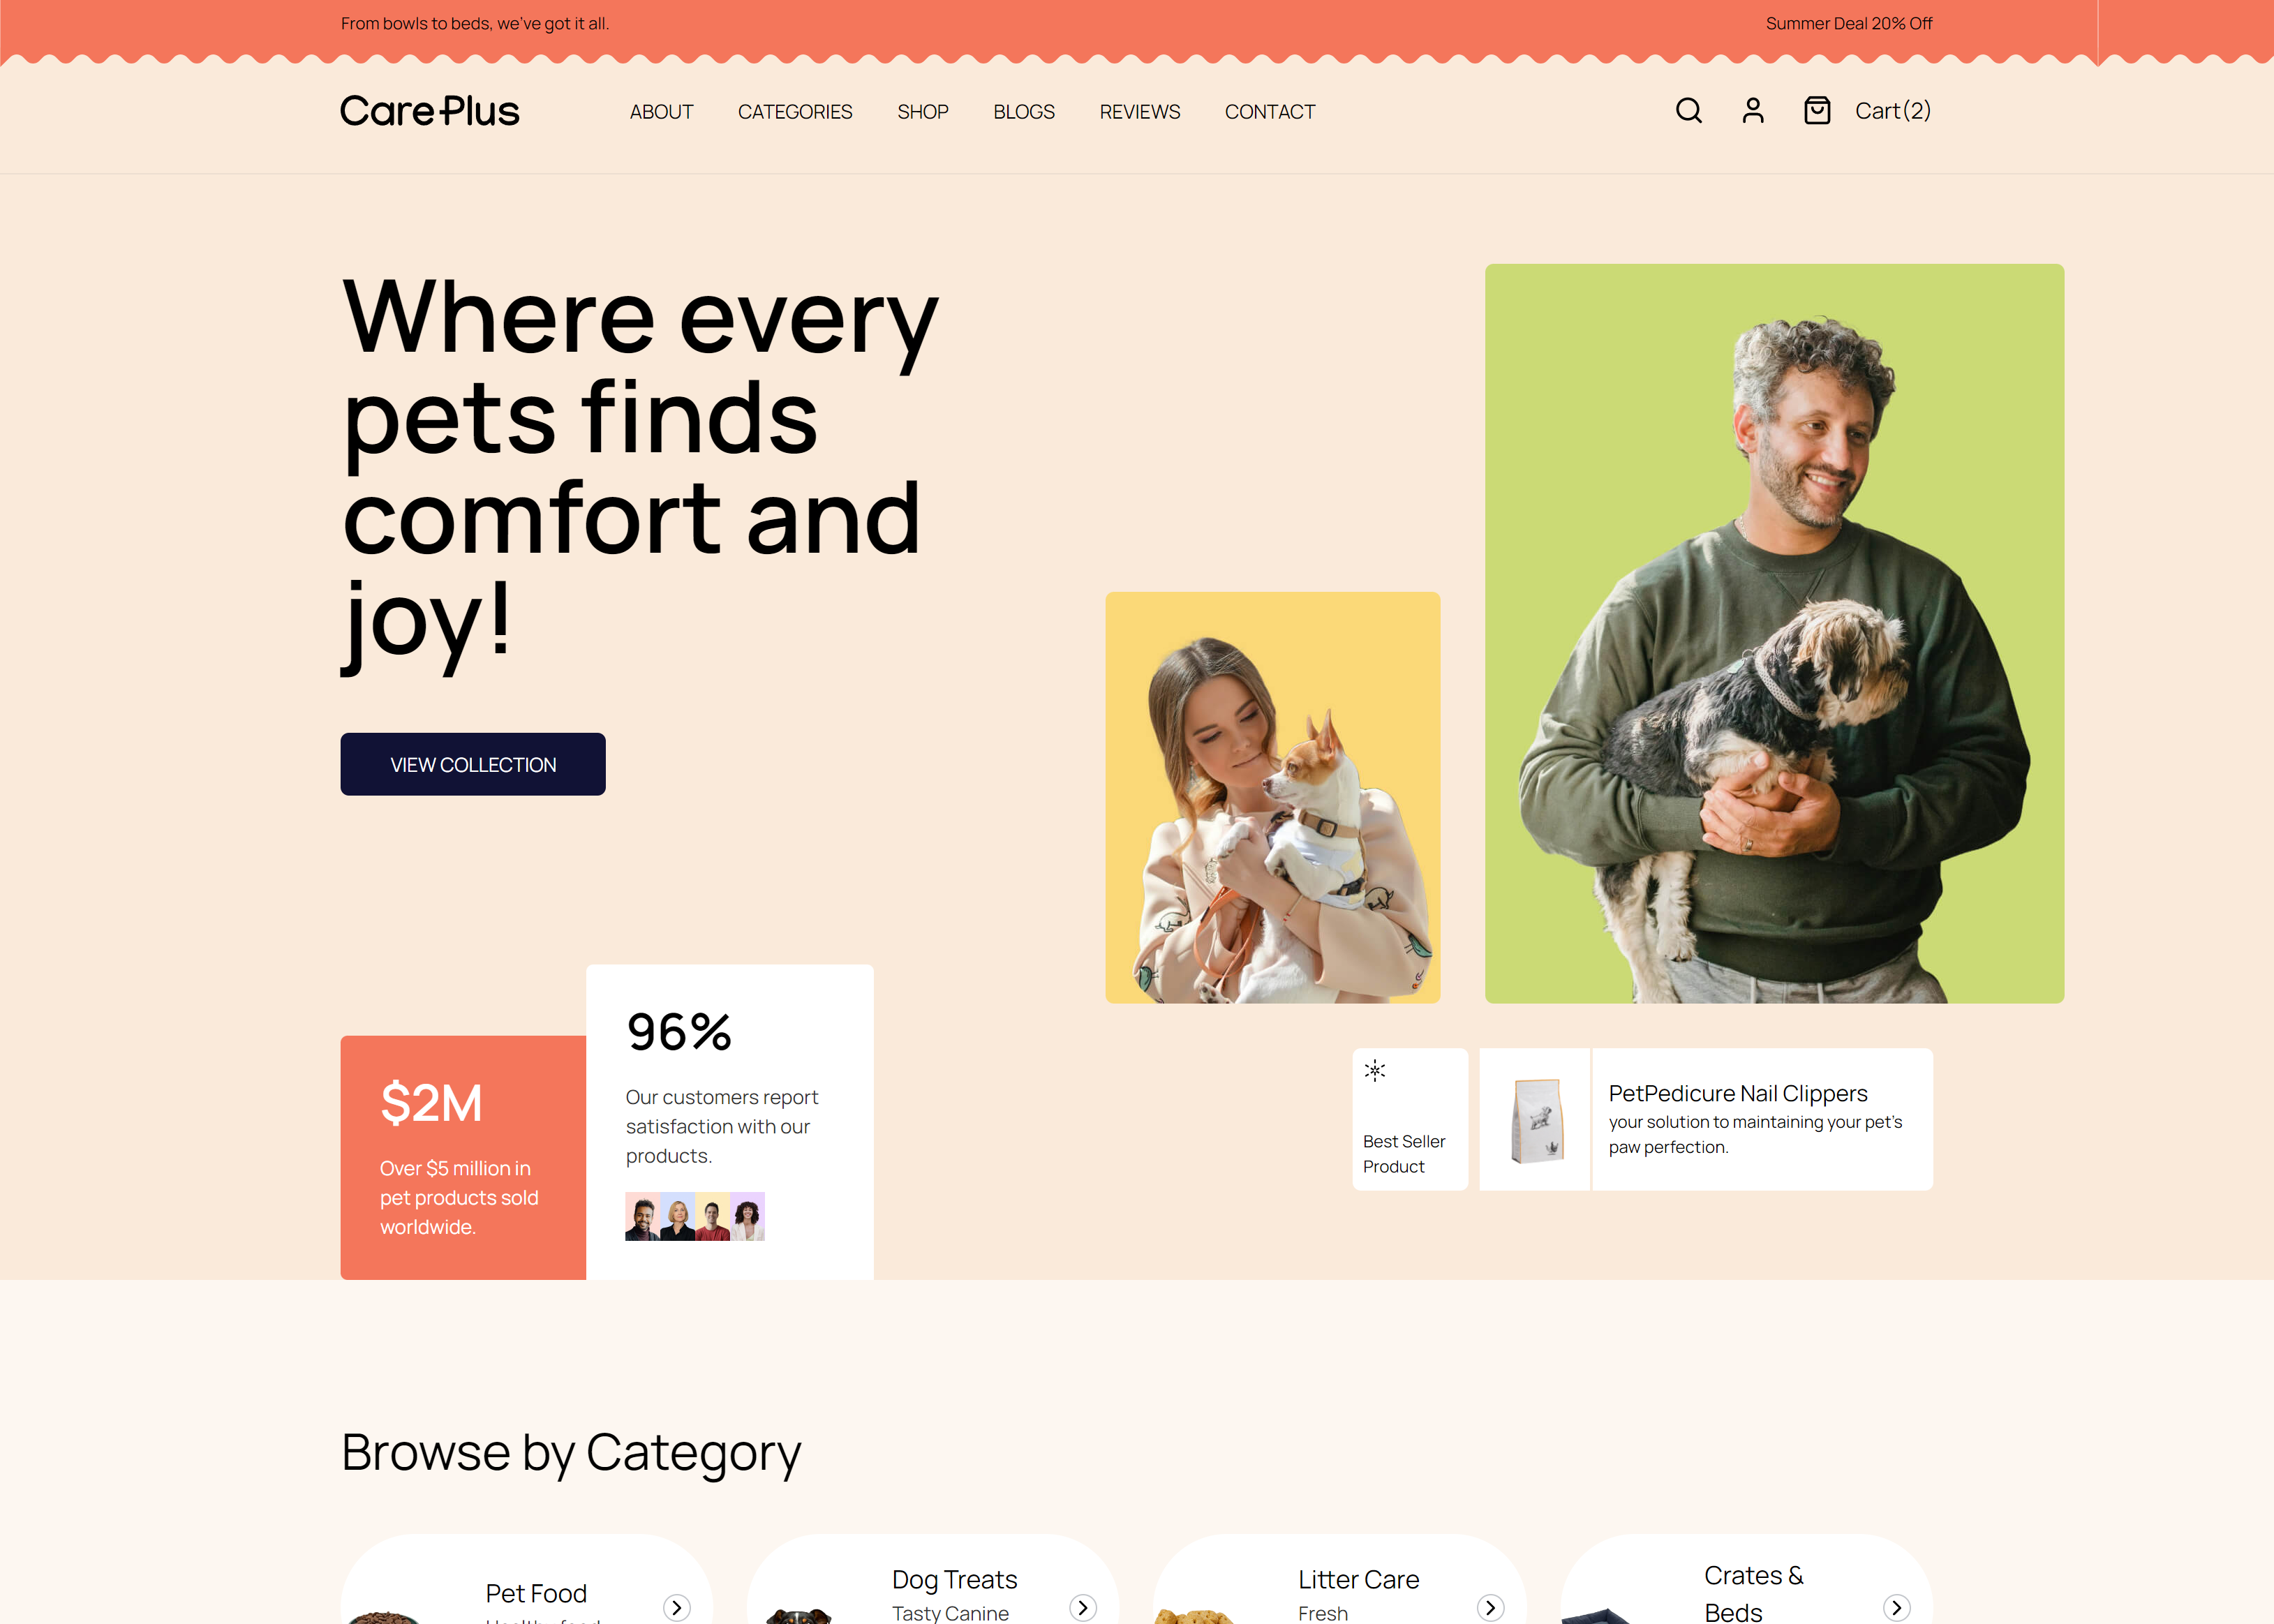 From bowls to beds, we've got it all.
Summer Deal 20% Off
Care Plus
ABOUT
CATEGORIES
SHOP
BLOGS
REVIEWS
CONTACT
Cart(2)
Where every
pets finds
comfort and
joy!
VIEW COLLECTION
$2M
Over $5 million in
pet products sold
worldwide.
96%
Our customers report
satisfaction with our
products.
Best Seller
Product
PetPedicure Nail Clippers
your solution to maintaining your pet's
paw perfection.
Browse by Category
Pet Food
Dog Treats
Tasty Canine
Litter Care
Fresh
Crates &
Beds